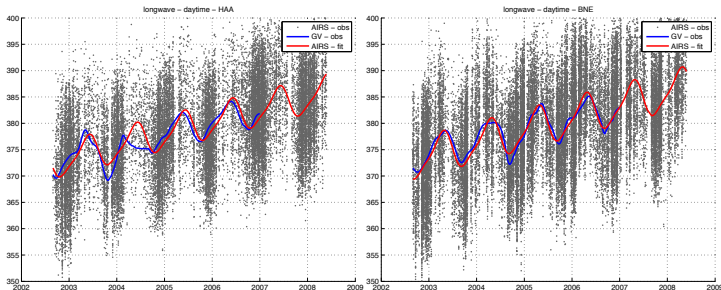 longwave − daytime − HAA
400
395
390
385
380
375
370
365
360
355
350
2002 2003 2004 2005 2006 2007 2008 2009
AIRS − obs
GV − obs
AIRS − fit
longwave − daytime − BNE
400
395
390
385
380
375
370
365
360
355
350
2002 2003 2004 2005 2006 2007 2008 2009
AIRS − obs
GV − obs
AIRS − fit